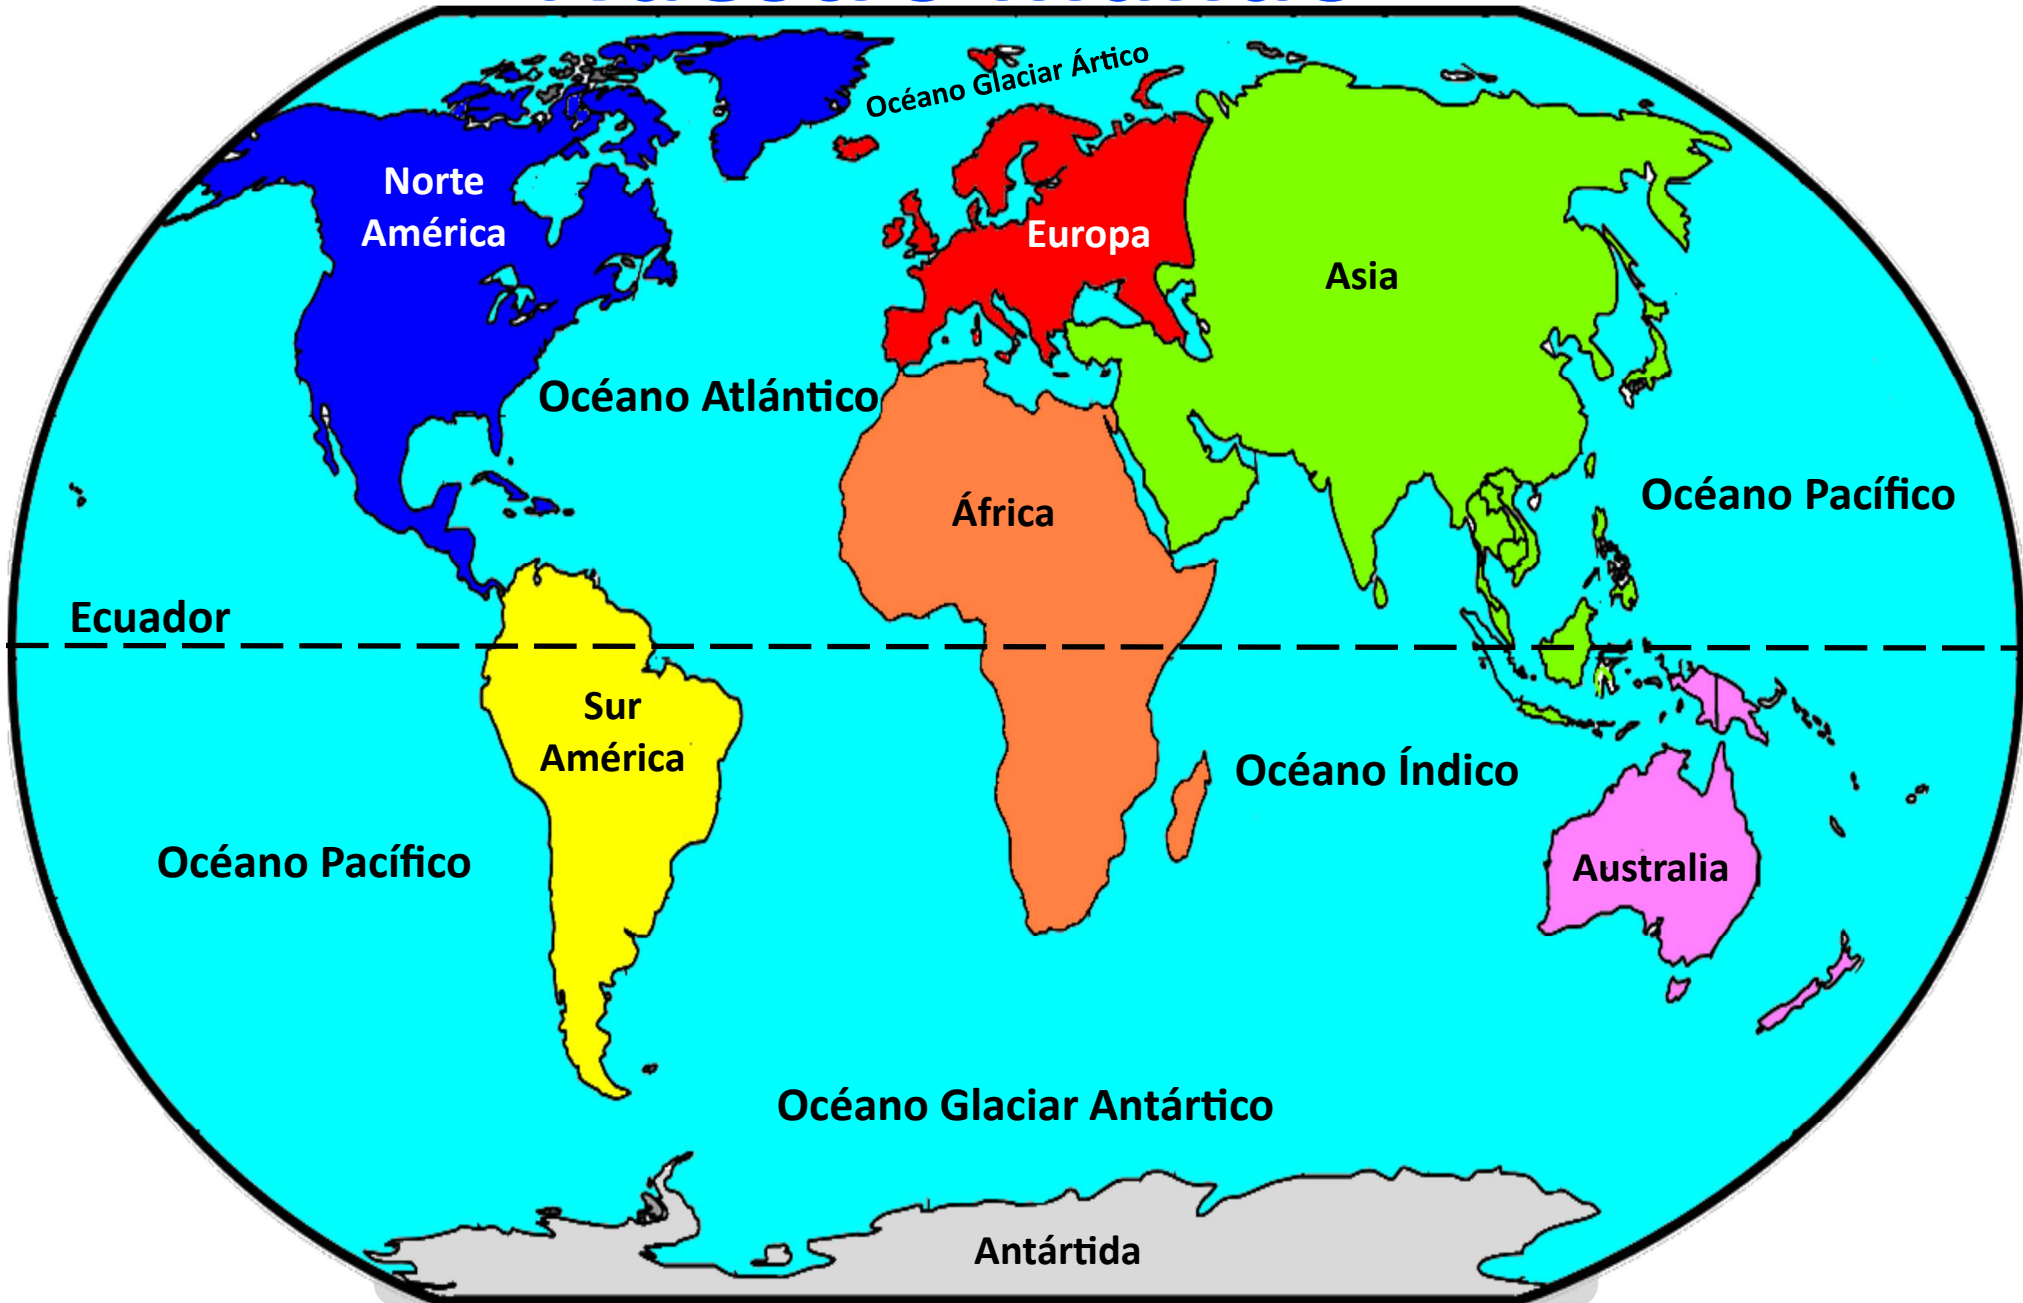 Océano Glaciar Ártico
Norte
América
Europa
Asia
Océano Atlántico
África
Océano Pacífico
Ecuador
Sur
América
Océano Índico
Océano Pacífico
Australia
Océano Glaciar Antártico
Antártida